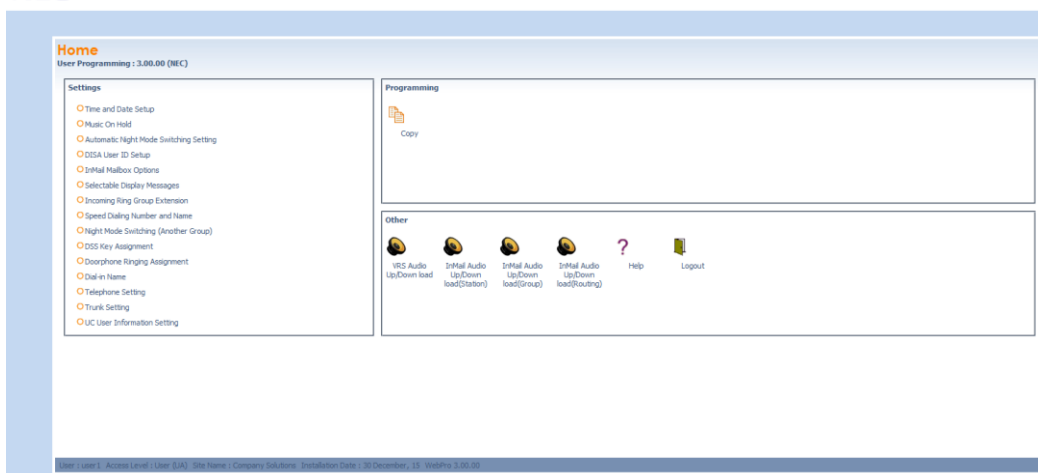 Home
User Programming : 3.00.00 (NEC)
Settings
Time and Date Setup
Music On Hold
Automatic Night Mode Switching Setting
DISA User ID Setup
InMail Mailbox Options
Selectable Display Messages
Incoming Ring Group Extension
Speed Dialing Number and Name
Night Mode Switching (Another Group)
DSS Key Assignment
Doorphone Ringing Assignment
Dial-in Name
Telephone Setting
Trunk Setting
UC User Information Setting
Programming
Copy
Other
VRS Audio
Up/Down load
InMail Audio
Up/Down
load(Station)
InMail Audio
Up/Down
load(Group)
InMail Audio
Up/Down
load(Routing)
Help
Logout
User : user1 Access Level : User (UA) Site Name : Company Solutions Installation Date : 30 December, 15 WebPro 3.00.00